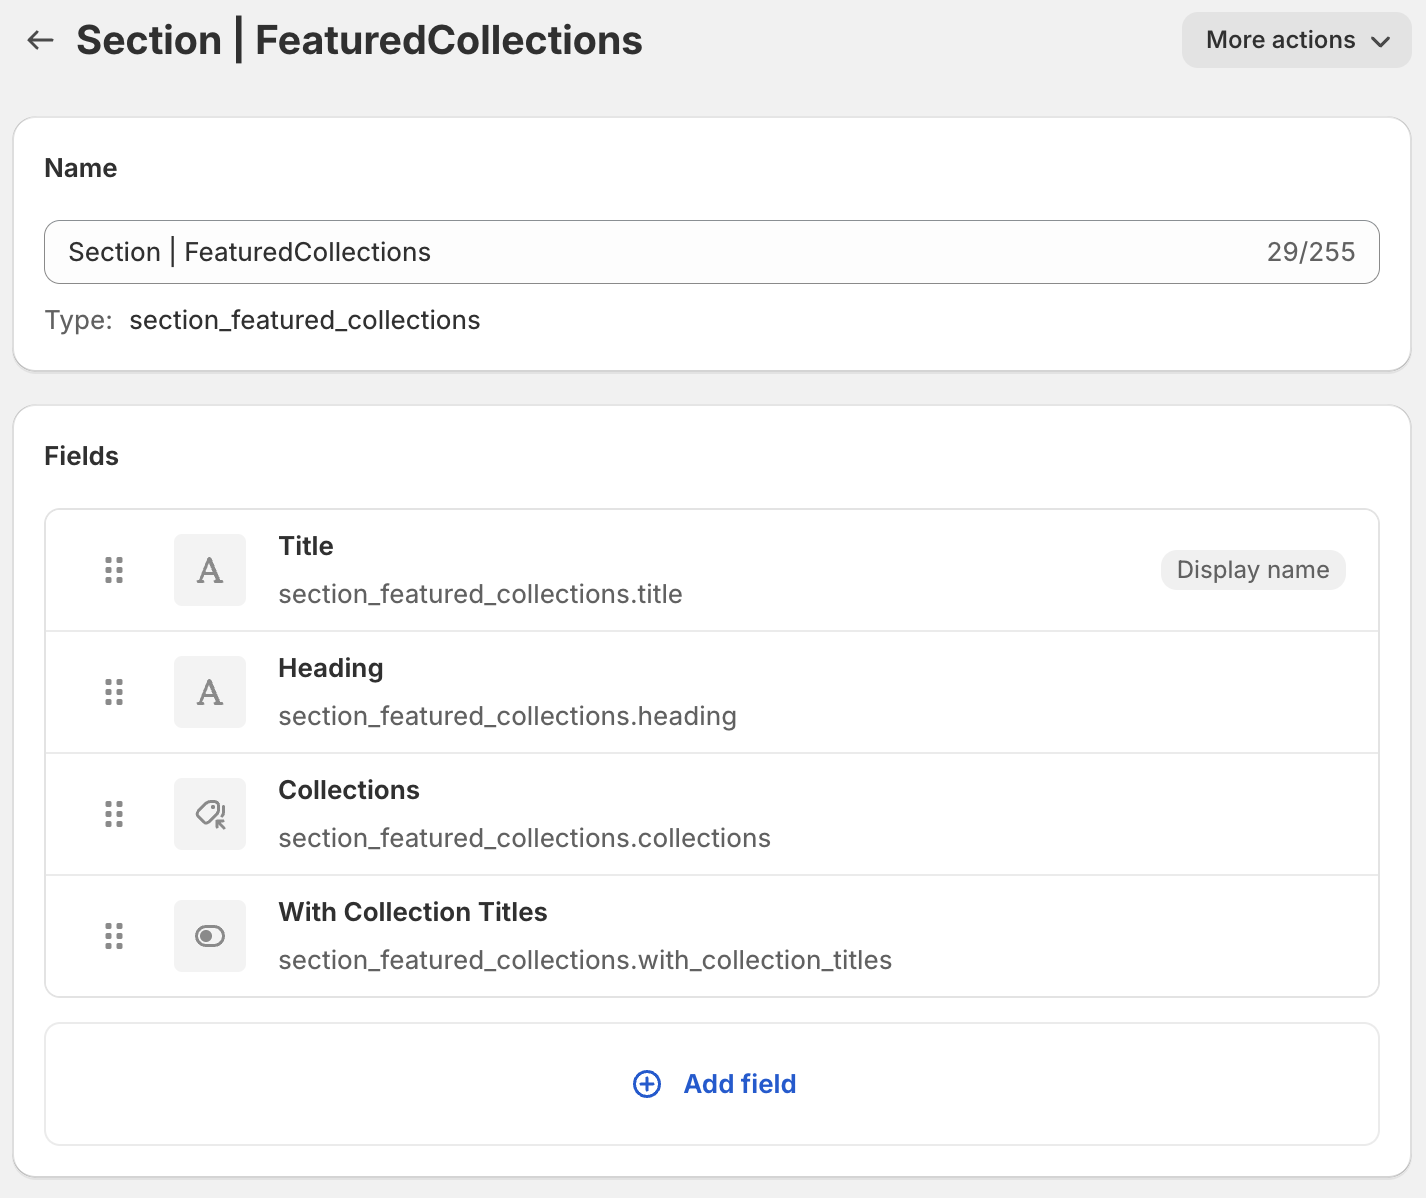 Section | FeaturedCollections
More actions
Name
Section | FeaturedCollections 29/255
Type: section_featured_collections
Fields
Title
section_featured_collections.title
Display name
Heading
section_featured_collections.heading
Collections
section_featured_collections.collections
With Collection Titles
section_featured_collections.with_collection_titles
Add field